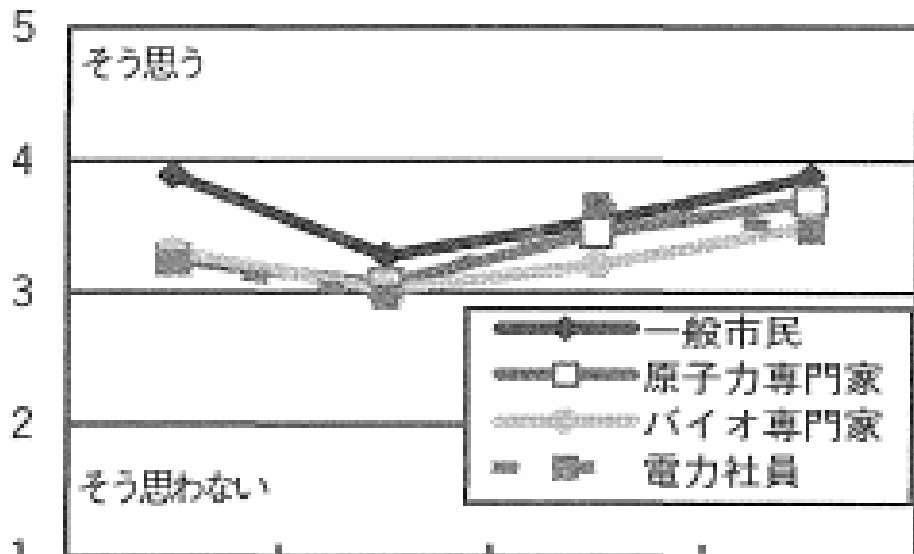 5
そう思う
4
3
一般市民
原子力専門家
バイオ専門家
2
電力社員
そう思わない
1